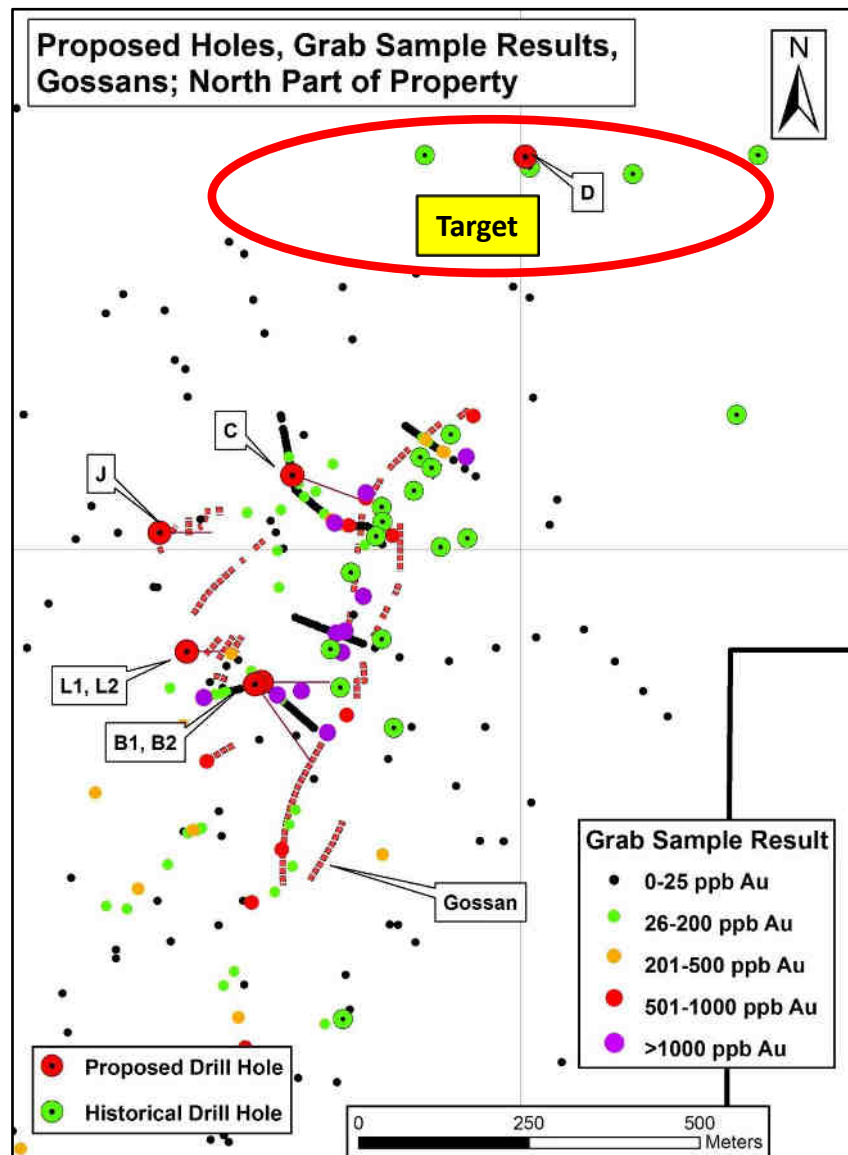 Proposed Holes, Grab Sample Results,
Gossans; North Part of Property
N
D
Target
C
J
L1, L2
B1, B2
Gossan
Grab Sample Result
0-25 ppb Au
26-200 ppb Au
201-500 ppb Au
501-1000 ppb Au
>1000 ppb Au
Proposed Drill Hole
Historical Drill Hole
0 250 500
Meters